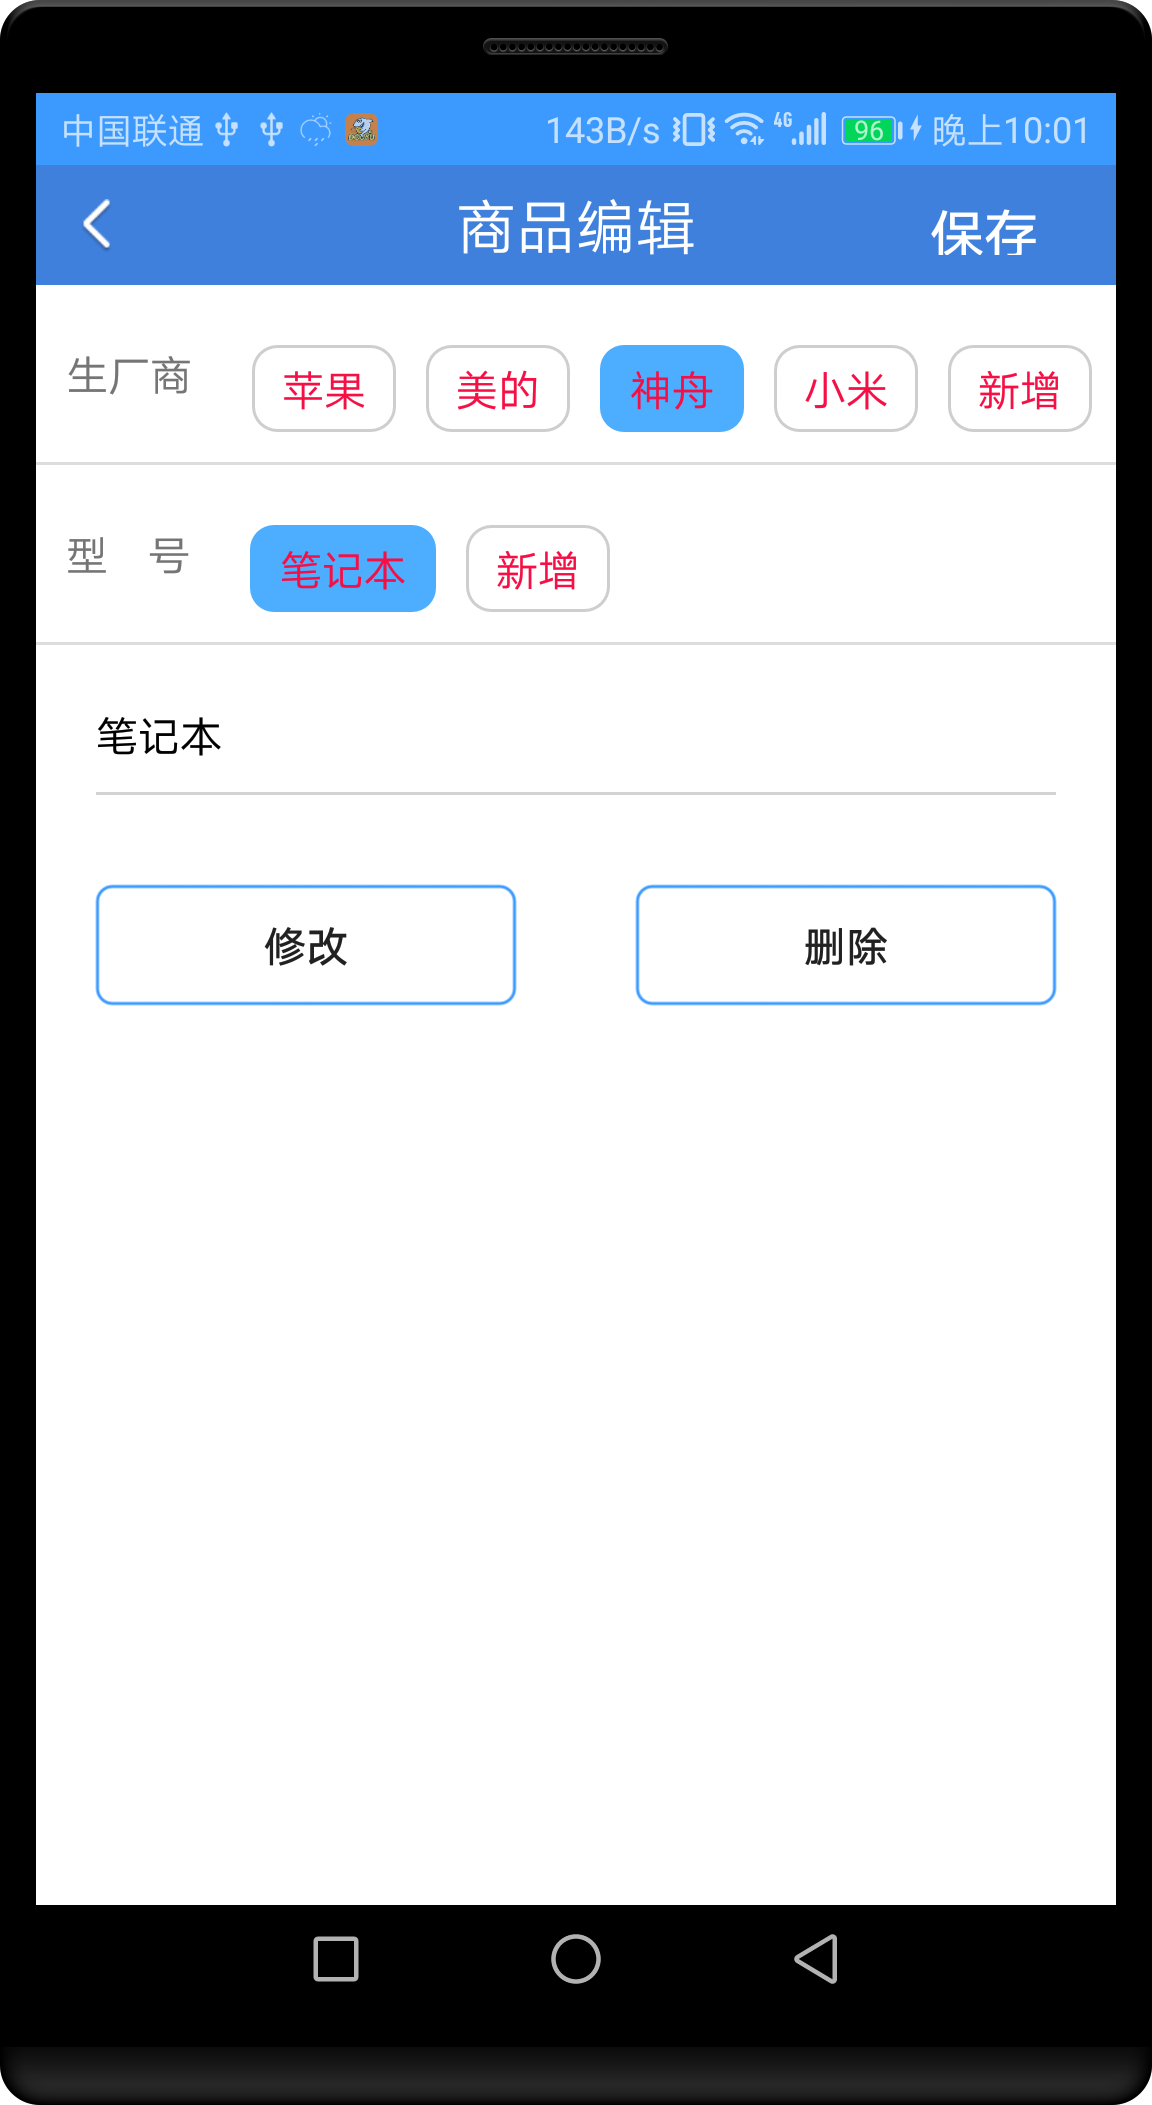 中国联通 143B/s 4G 96 晚上10:01
商品编辑 保存
生厂商 苹果 美的 神舟 小米 新增
型 号 笔记本 新增
笔记本
修改 删除